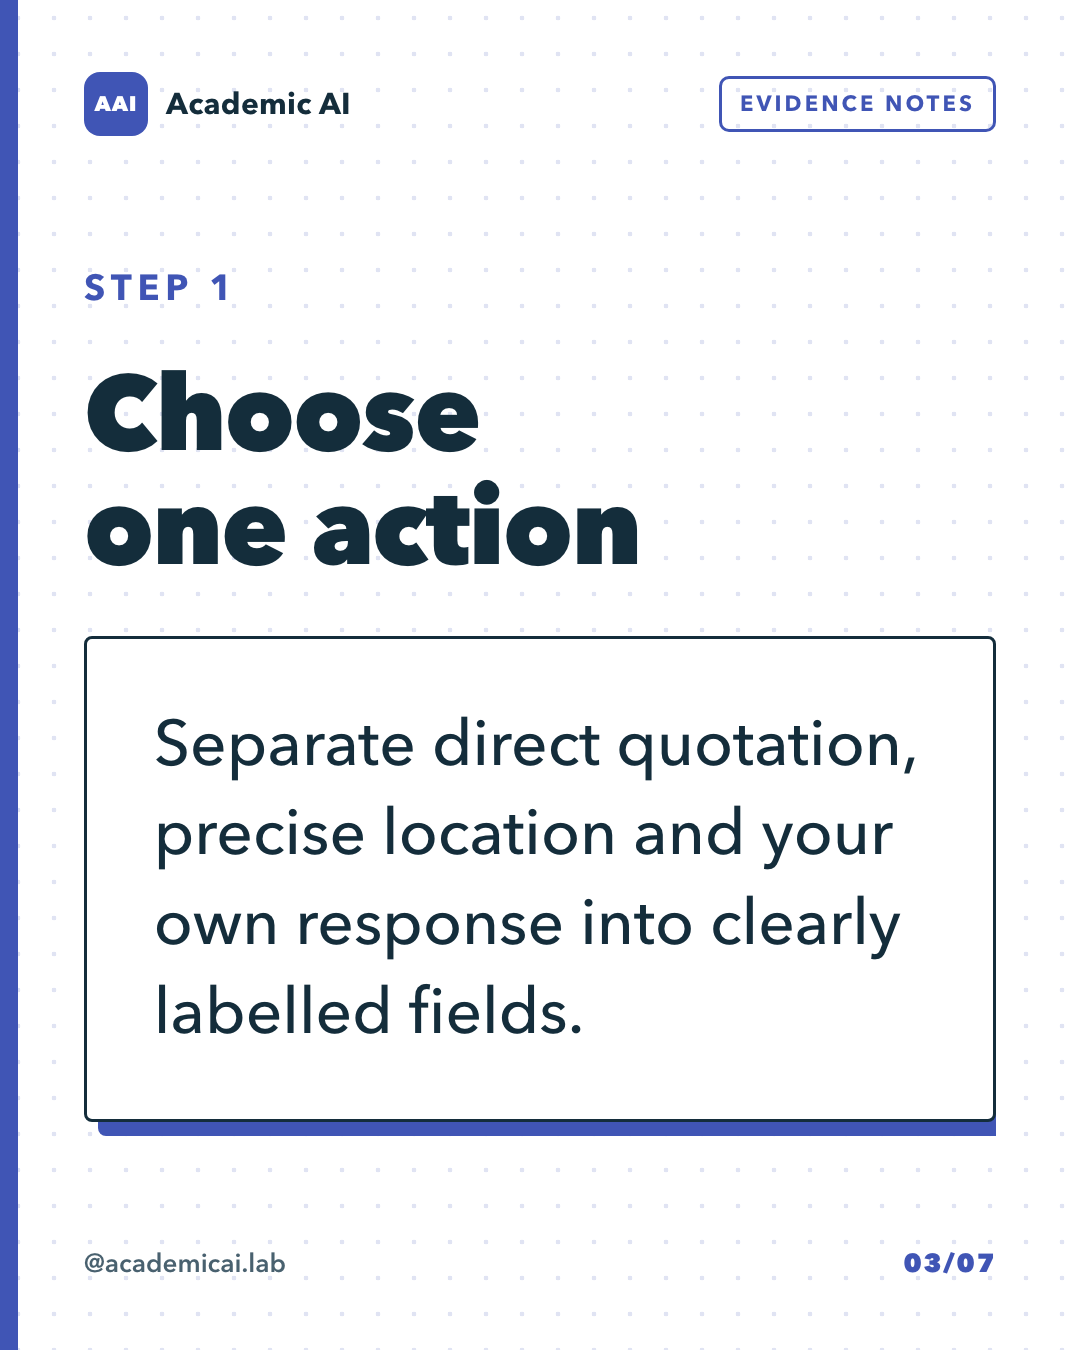 AAI Academic AI
EVIDENCE NOTES
STEP 1
Choose
one action
Separate direct quotation,
precise location and your
own response into clearly
labelled fields.
@academicai.lab
03/07